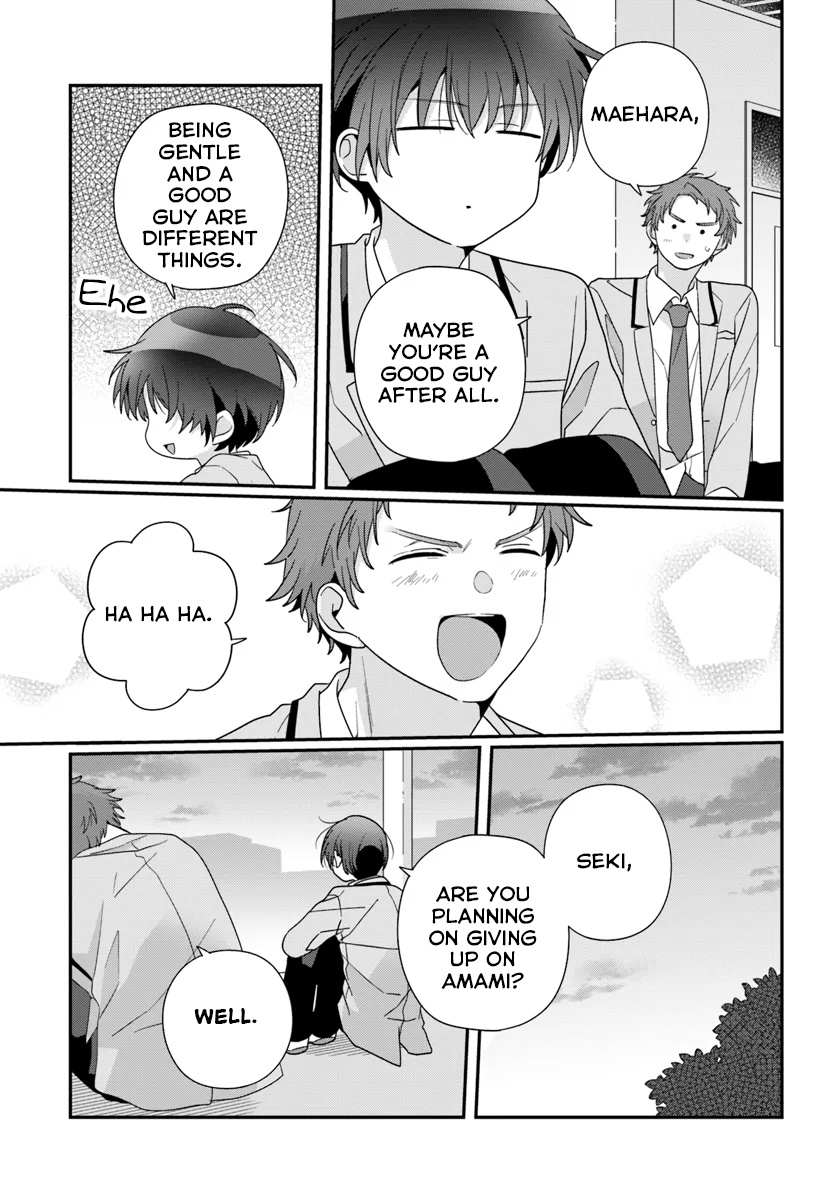 MAEHARA,
MAYBE
YOU'RE A
GOOD GUY
AFTER ALL.
BEING
GENTLE
AND A
GOOD
GUY ARE
DIFFERENT
THINGS.
Ehe
HA HA HA.
SEKI,
ARE YOU
PLANNING
ON GIVING
UP ON
AMAMI?
WELL.